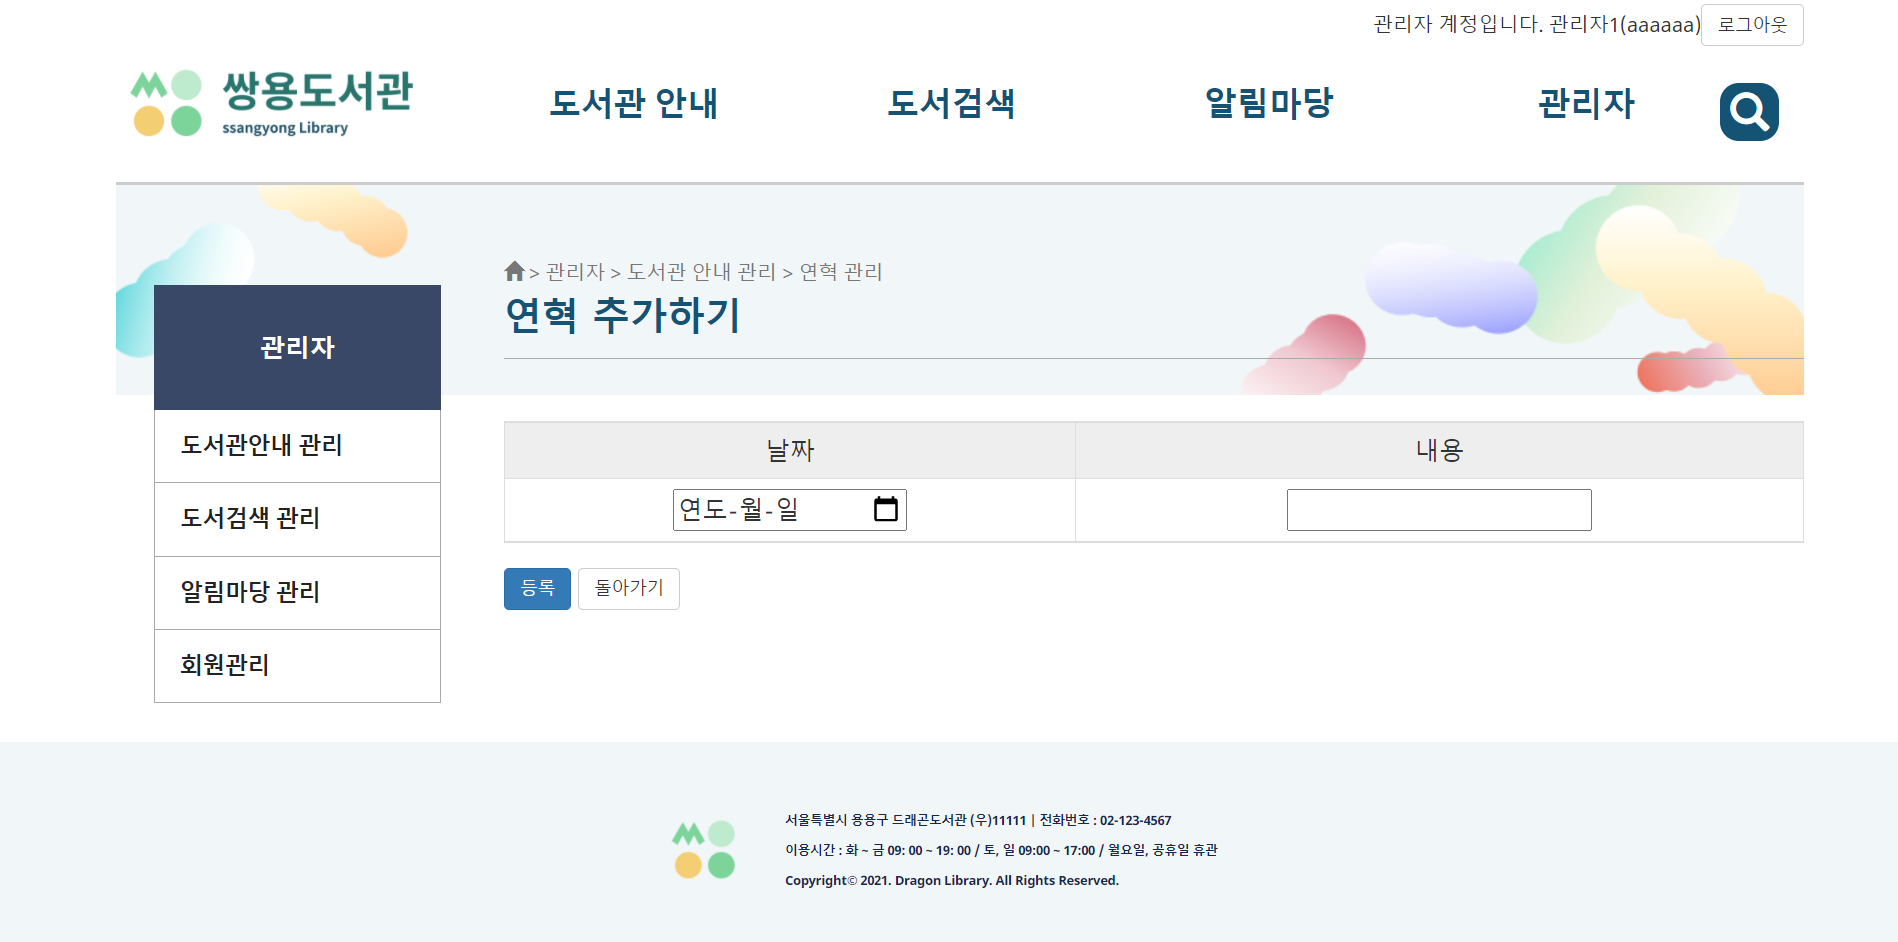 관리자 계정입니다. 관리자1(aaaaaa) 로그아웃
쌍용도서관
ssangyong Library
도서관 안내 도서검색 알림마당 관리자
> 관리자 > 도서관 안내 관리 > 연혁 관리
연혁 추가하기
관리자
도서관안내 관리
도서검색 관리
알림마당 관리
회원관리
날짜 내용
연도-월-일
등록 돌아가기
서울특별시 용용구 드래곤도서관 (우)11111 | 전화번호 : 02-123-4567
이용시간 : 화 ~ 금 09: 00 ~ 19: 00 / 토, 일 09:00 ~ 17:00 / 월요일, 공휴일 휴관
Copyright© 2021. Dragon Library. All Rights Reserved.